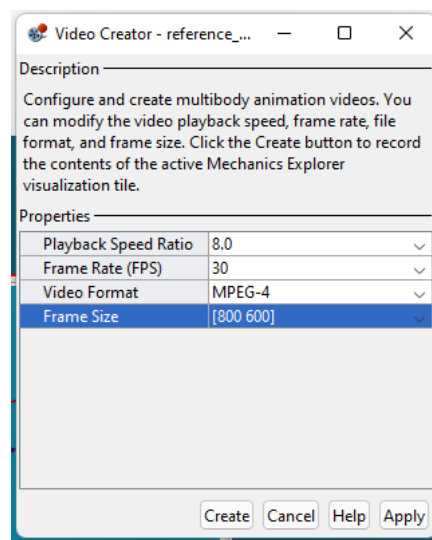 Video Creator - reference_...
Description
Configure and create multibody animation videos. You
can modify the video playback speed, frame rate, file
format, and frame size. Click the Create button to record
the contents of the active Mechanics Explorer
visualization tile.
Properties
Playback Speed Ratio 8.0
Frame Rate (FPS) 30
Video Format MPEG-4
Frame Size [800 600]
Create Cancel Help Apply